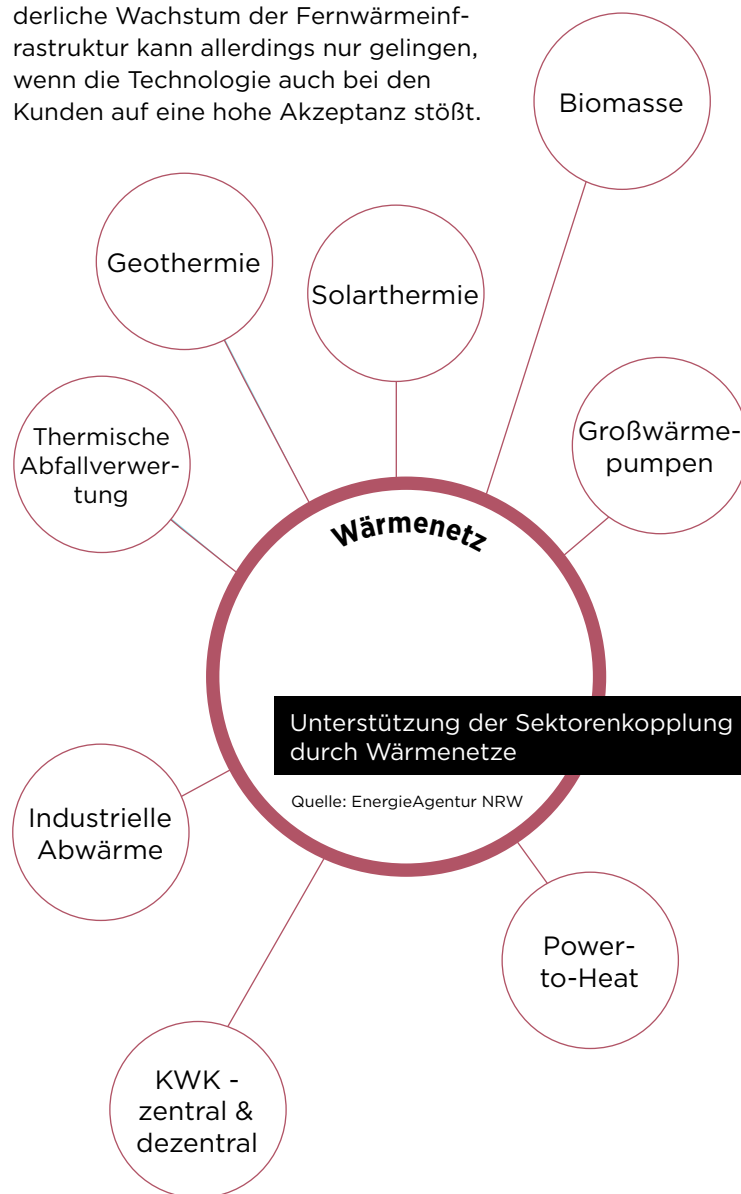 derliche Wachstum der Fernwärmeinf-
rastruktur kann allerdings nur gelingen,
wenn die Technologie auch bei den
Kunden auf eine hohe Akzeptanz stößt.
Biomasse
Geothermie
Solarthermie
Großwärme-
pumpen
Thermische
Abfallverwer-
tung
Wärmenetz
Unterstützung der Sektorenkopplung
durch Wärmenetze
Quelle: EnergieAgentur NRW
Industrielle
Abwärme
Power-
to-Heat
KWK -
zentral &
dezentral